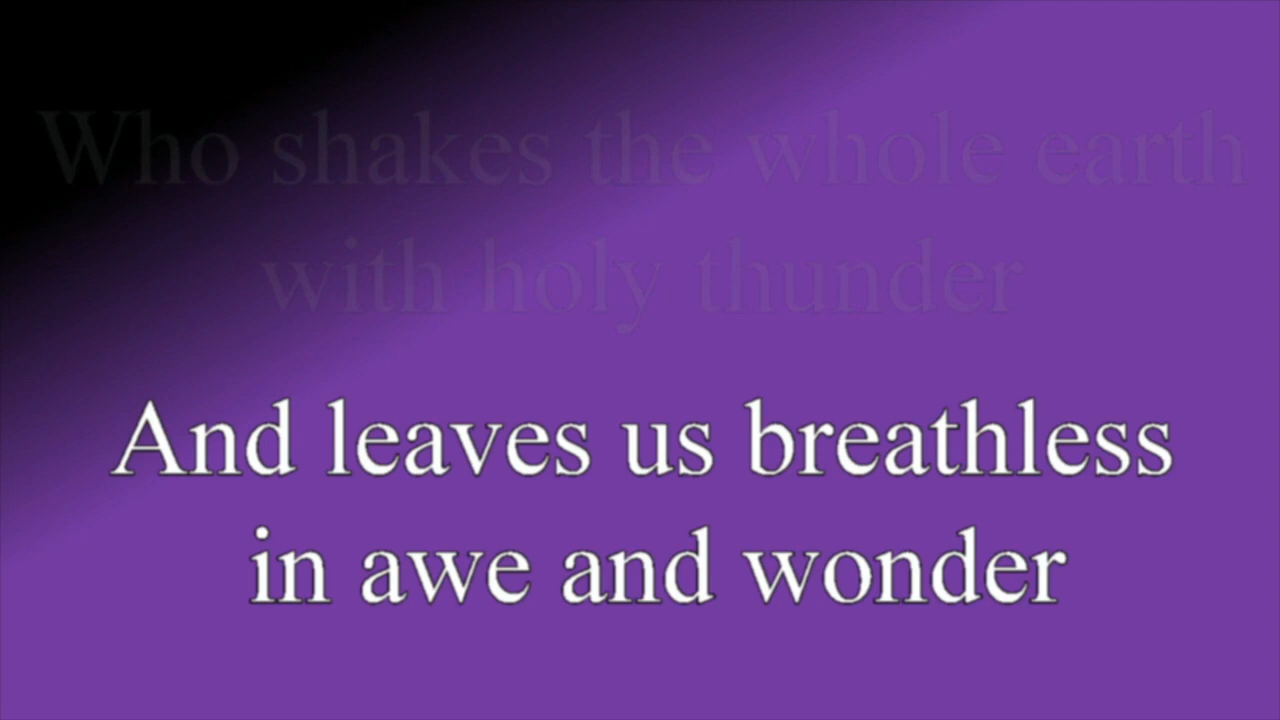 Who shakes the whole earth
with holy thunder
And leaves us breathless
in awe and wonder